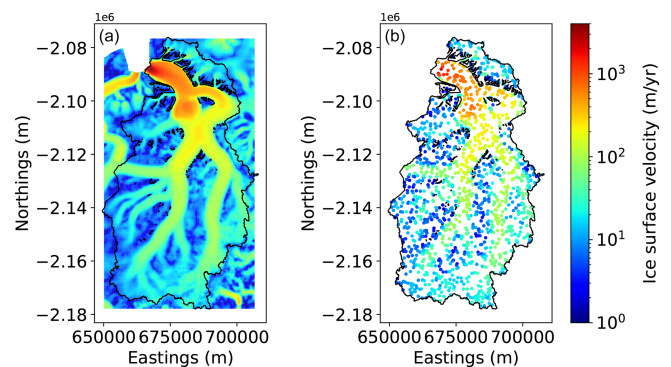 1e6
(a)
−2.08
−2.10
−2.12
−2.14
−2.16
−2.18
Northings (m)
650000 675000 700000
Eastings (m)
1e6
(b)
−2.08
−2.10
−2.12
−2.14
−2.16
−2.18
Northings (m)
650000 675000 700000
Eastings (m)
10³
10²
10¹
10⁰
Ice surface velocity (m/yr)